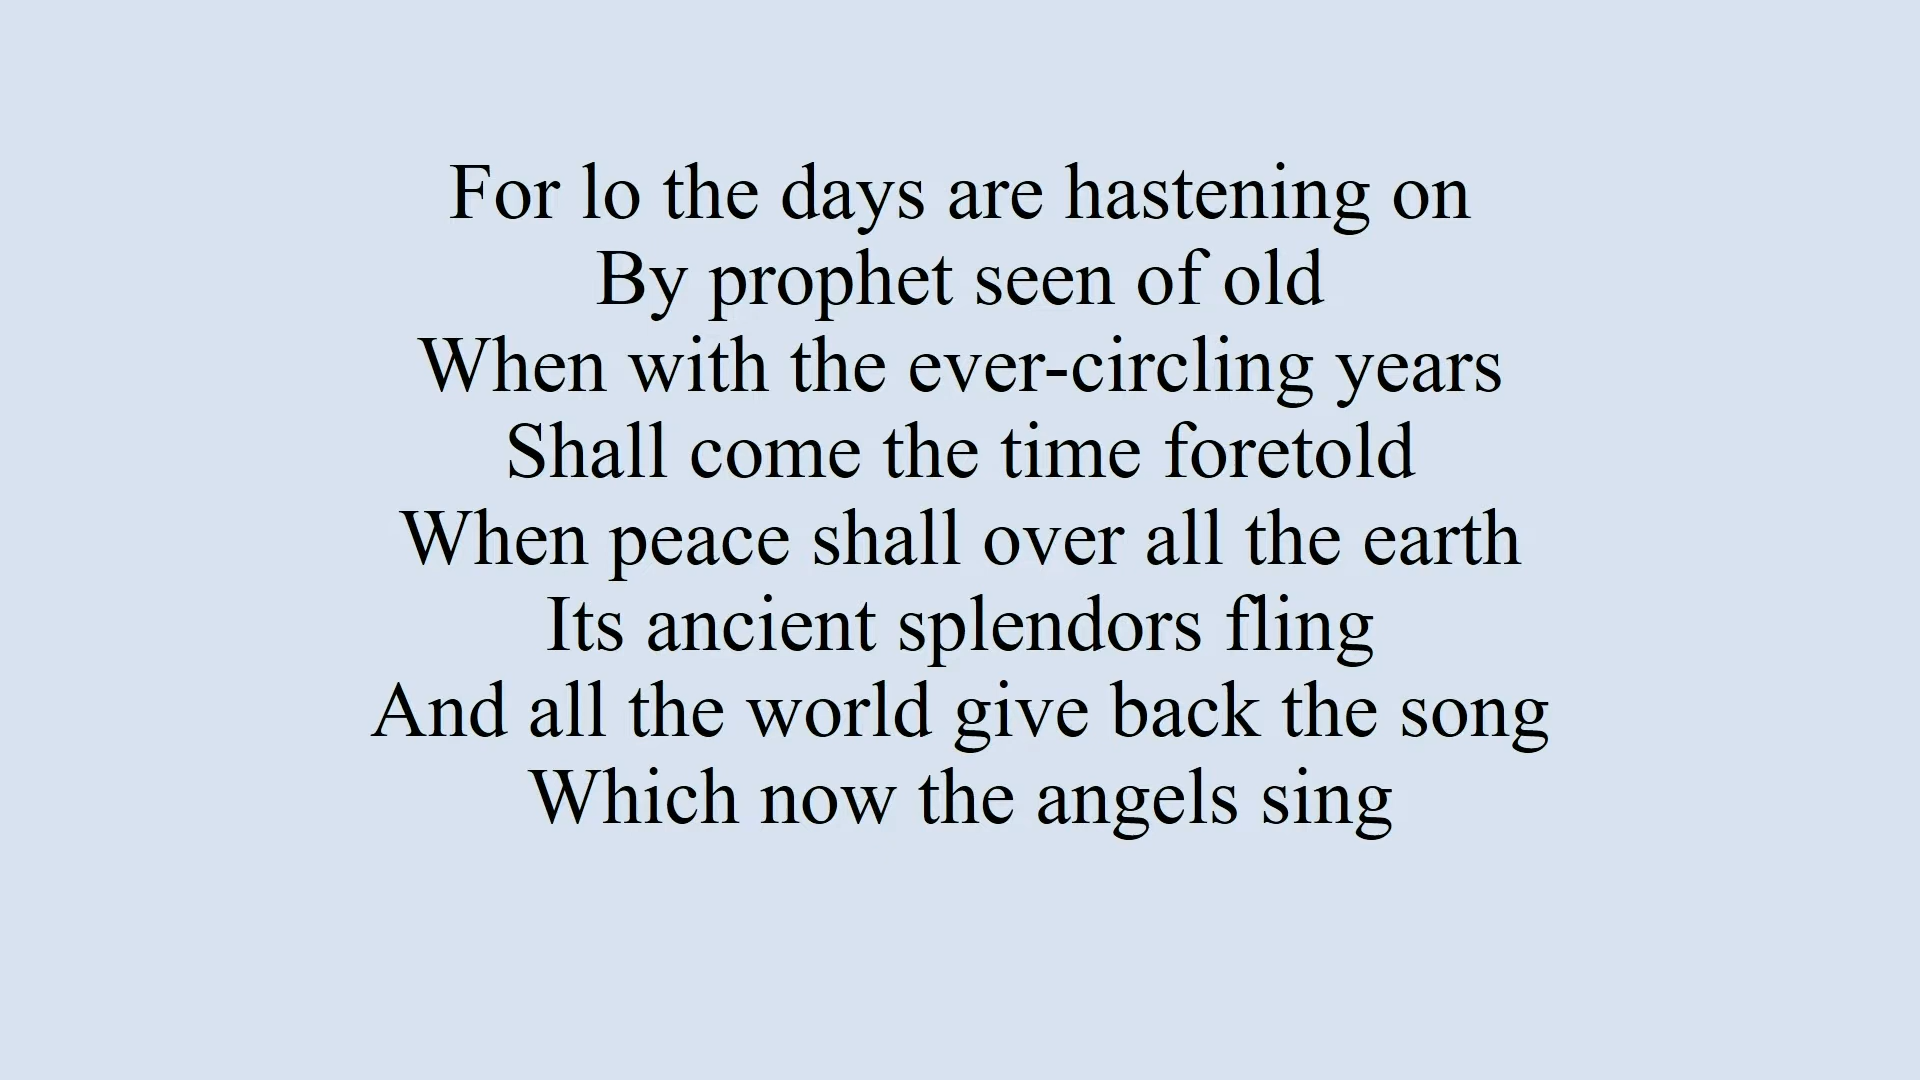 For lo the days are hastening on
By prophet seen of old
When with the ever-circling years
Shall come the time foretold
When peace shall over all the earth
Its ancient splendors fling
And all the world give back the song
Which now the angels sing